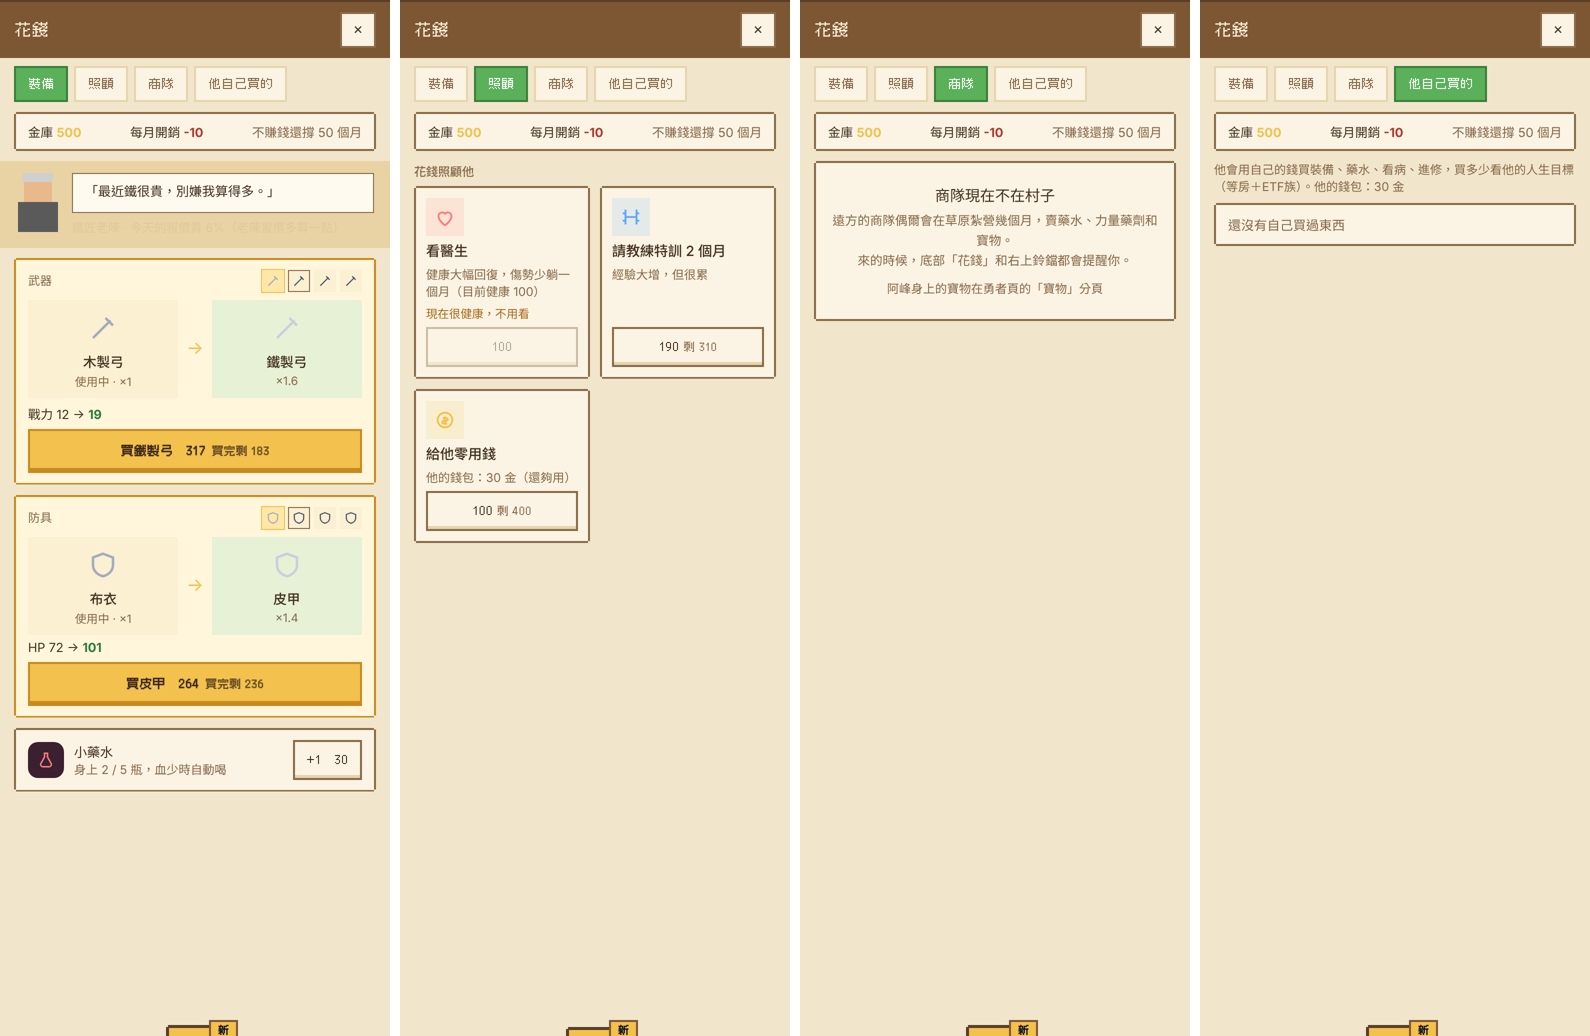 花錢
×
裝備
照顧
商隊
他自己買的
金庫 500
每月開銷 -10
不賺錢還撐 50 個月
「最近鐵很貴，別嫌我算得多。」
武器
木製弓
使用中 · ×1
→
鐵製弓
×1.6
戰力 12 → 19
買鐵製弓 317 買完剩 183
防具
布衣
使用中 · ×1
→
皮甲
×1.4
HP 72 → 101
買皮甲 264 買完剩 236
小藥水
身上 2 / 5 瓶，血少時自動喝
+1 30
新
花錢
×
裝備
照顧
商隊
他自己買的
金庫 500
每月開銷 -10
不賺錢還撐 50 個月
花錢照顧他
看醫生
健康大幅回復，傷勢少躺一
個月（目前健康 100）
現在很健康，不用看
100
請教練特訓 2 個月
經驗大增，但很累
190 剩 310
給他零用錢
他的錢包：30 金（還夠用）
100 剩 400
新
花錢
×
裝備
照顧
商隊
他自己買的
金庫 500
每月開銷 -10
不賺錢還撐 50 個月
商隊現在不在村子
遠方的商隊偶爾會在草原紮營幾個月，賣藥水、力量藥劑和
寶物。
來的時候，底部「花錢」和右上鈴鐺都會提醒你。
阿峰身上的寶物在勇者頁的「寶物」分頁
新
花錢
×
裝備
照顧
商隊
他自己買的
金庫 500
每月開銷 -10
不賺錢還撐 50 個月
他會用自己的錢買裝備、藥水、看病、進修，買多少看他的人生目標
（等房＋ETF族）。他的錢包：30 金
還沒有自己買過東西
新